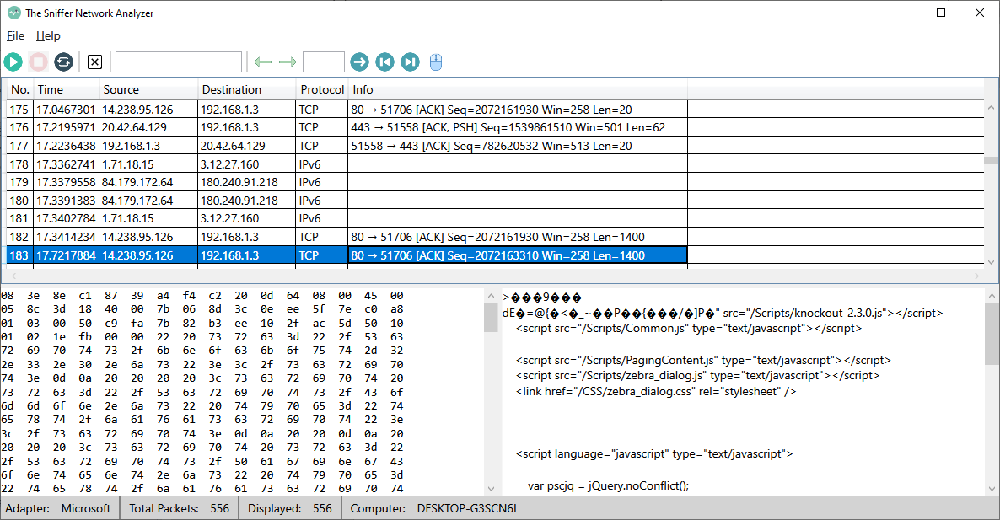 The Sniffer Network Analyzer
File Help
No. Time Source Destination Protocol Info
175 17.0467301 14.238.95.126 192.168.1.3 TCP 80 → 51706 [ACK] Seq=2072161930 Win=258 Len=20
176 17.2195971 20.42.64.129 192.168.1.3 TCP 443 → 51558 [ACK, PSH] Seq=1539861510 Win=501 Len=62
177 17.2236438 192.168.1.3 20.42.64.129 TCP 51558 → 443 [ACK] Seq=782620532 Win=513 Len=20
178 17.3362741 1.71.18.15 3.12.27.160 IPv6
179 17.3379558 84.179.172.64 180.240.91.218 IPv6
180 17.3391383 84.179.172.64 180.240.91.218 IPv6
181 17.3402784 1.71.18.15 3.12.27.160 IPv6
182 17.3414234 14.238.95.126 192.168.1.3 TCP 80 → 51706 [ACK] Seq=2072161930 Win=258 Len=1400
183 17.7217884 14.238.95.126 192.168.1.3 TCP 80 → 51706 [ACK] Seq=2072163310 Win=258 Len=1400
08 3e 8e c1 87 39 a4 f4 c2 20 0d 64 08 00 45 00
05 8c 3d 18 40 00 7b 06 8d 3c 0e ee 5f 7e c0 a8
01 03 00 50 c9 fa 7b 82 b3 ee 10 2f ac 5d 50 10
01 02 1e fb 00 00 22 20 73 72 63 3d 22 2f 53 63
72 69 70 74 73 2f 6b 6e 6f 63 6b 6f 75 74 2d 32
2e 33 2e 30 2e 6a 73 22 3e 3c 2f 73 63 72 69 70
74 3e 0d 0a 20 20 20 20 3c 73 63 72 69 70 74 20
73 72 63 3d 22 2f 53 63 72 69 70 74 73 2f 43 6f
6d 6d 6f 6e 2e 6a 73 22 20 74 79 70 65 3d 22 74
65 78 74 2f 6a 61 76 61 73 63 72 69 70 74 22 3e
3c 2f 73 63 72 69 70 74 3e 0d 0a 20 20 0d 0a 20
20 20 20 3c 73 63 72 69 70 74 20 73 72 63 3d 22
2f 53 63 72 69 70 74 73 2f 50 61 67 69 6e 67 43
6f 6e 74 65 6e 74 2e 6a 73 22 20 74 79 70 65 3d
22 74 65 78 74 2f 6a 61 76 61 73 63 72 69 70 74
>���9���
dE�=@{�<�_~��P��{���/�]P�" src="/Scripts/knockout-2.3.0.js"></script>
<script src="/Scripts/Common.js" type="text/javascript"></script>
<script src="/Scripts/PagingContent.js" type="text/javascript"></script>
<script src="/Scripts/zebra_dialog.js" type="text/javascript"></script>
<link href="/CSS/zebra_dialog.css" rel="stylesheet" />
<script language="javascript" type="text/javascript">
var pscjq = jQuery.noConflict();
Adapter: Microsoft Total Packets: 556 Displayed: 556 Computer: DESKTOP-G3SCN6I